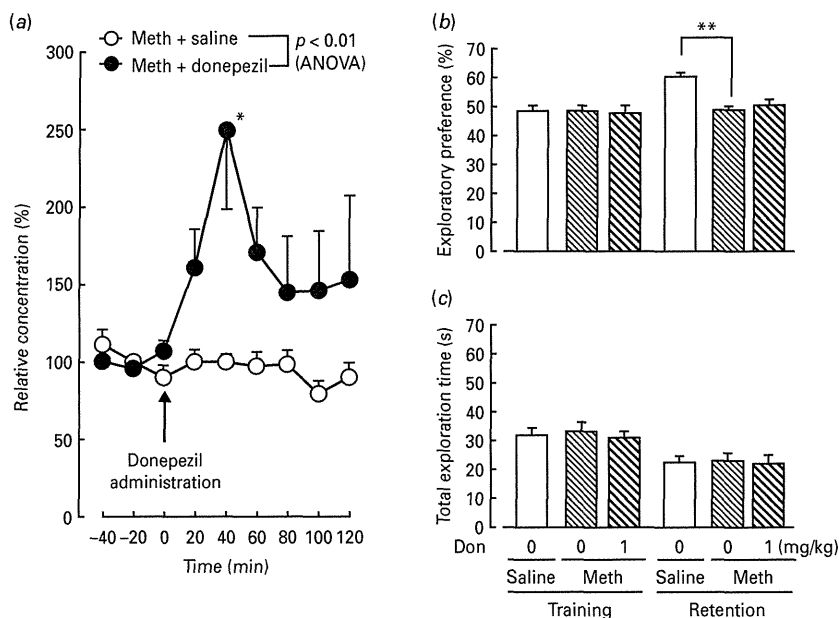 (a)
Meth + saline
Meth + donepezil
p < 0.01
(ANOVA)
300
250
200
150
100
50
0
Relative concentration (%)
*
Donepezil
administration
−40 −20 0 20 40 60 80 100 120
Time (min)
(b)
70
60
50
40
30
20
10
0
Exploratory preference (%)
**
(c)
70
60
50
40
30
20
10
0
Total exploration time (s)
Don 0 0 1 0 0 1 (mg/kg)
Saline Meth Saline Meth
Training Retention